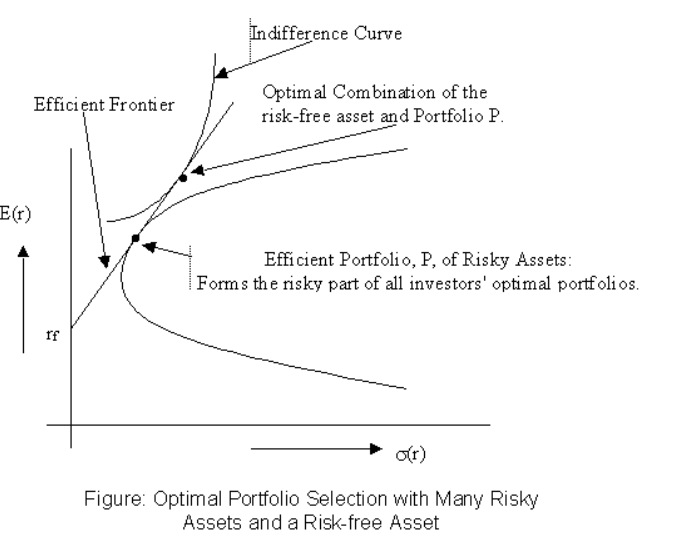 Indifference Curve
Optimal Combination of the
risk-free asset and Portfolio P.
Efficient Frontier
E(r)
Efficient Portfolio, P, of Risky Assets:
Forms the risky part of all investors' optimal portfolios.
rf
σ(r)
Figure: Optimal Portfolio Selection with Many Risky
Assets and a Risk-free Asset